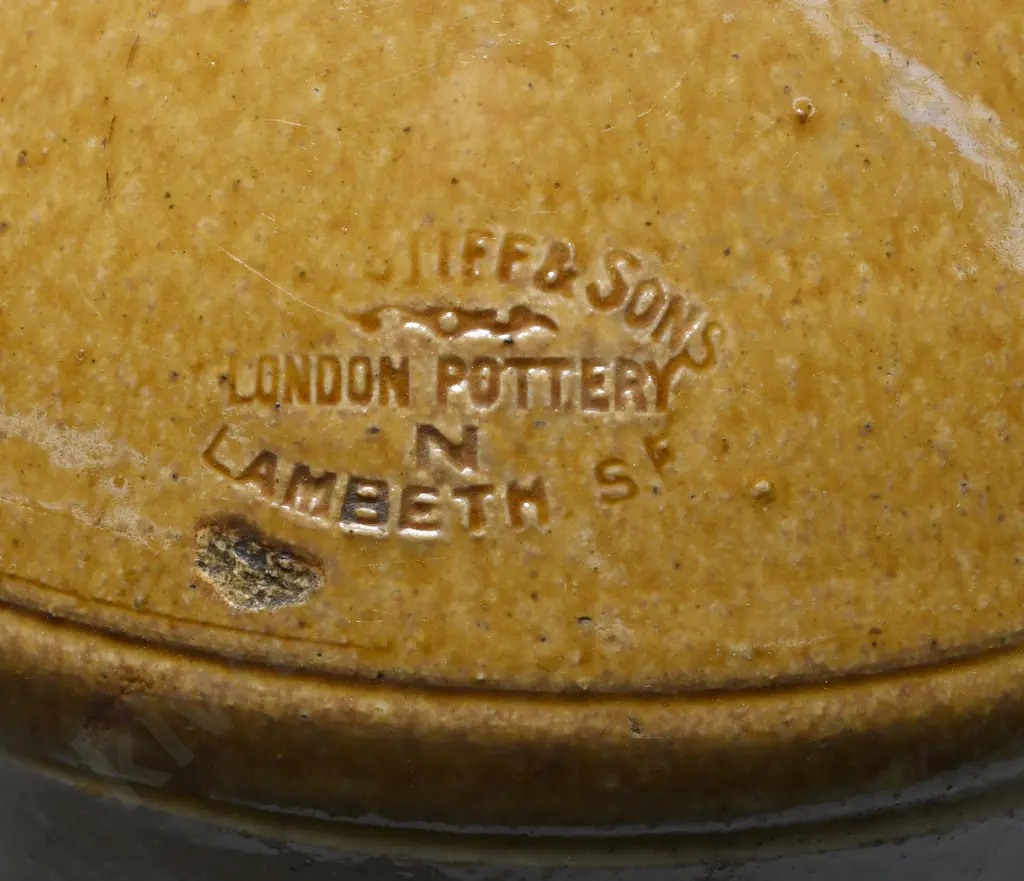 TIFF & SONS
LONDON POTTERY
N
LAMBETH S.E.